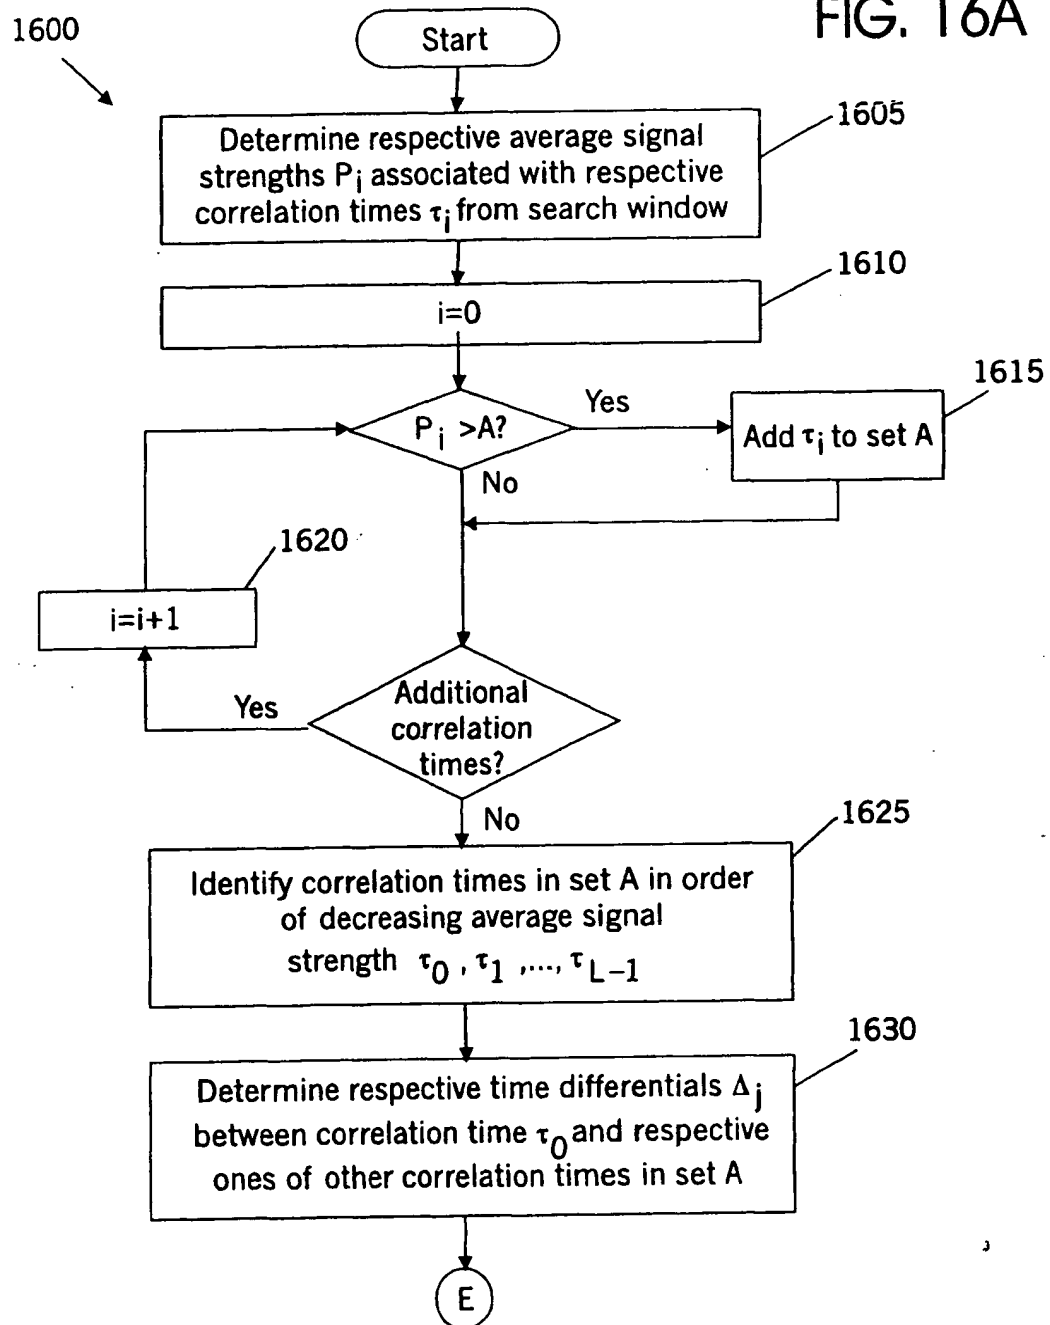 1600
FIG. 16A
Start
1605
Determine respective average signal
strengths Pi associated with respective
correlation times τi from search window
1610
i=0
1615
Pi >A?
Yes
Add τi to set A
No
1620
i=i+1
Yes
Additional
correlation
times?
No
1625
Identify correlation times in set A in order
of decreasing average signal
strength τ0 , τ1 ,..., τL-1
1630
Determine respective time differentials Δj
between correlation time τ0 and respective
ones of other correlation times in set A
E